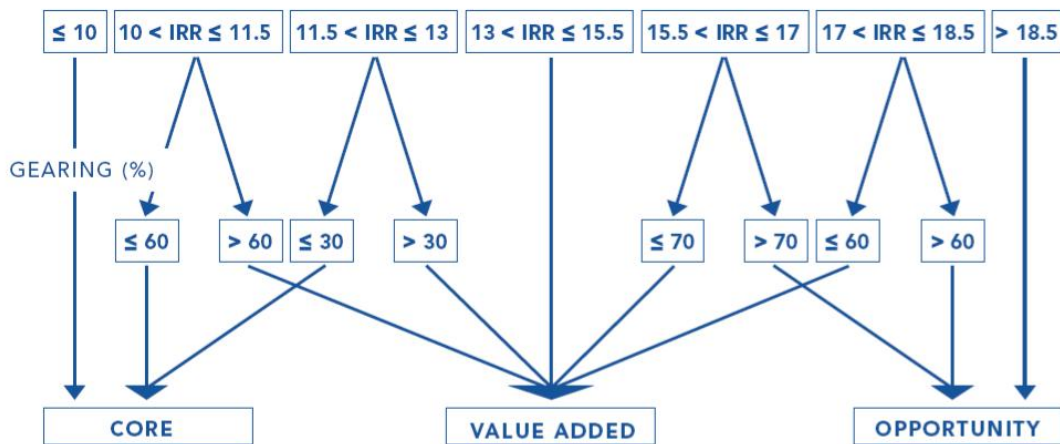 ≤ 10 10 < IRR ≤ 11.5 11.5 < IRR ≤ 13 13 < IRR ≤ 15.5 15.5 < IRR ≤ 17 17 < IRR ≤ 18.5 > 18.5
GEARING (%)
≤ 60 > 60 ≤ 30 > 30 ≤ 70 > 70 ≤ 60 > 60
CORE VALUE ADDED OPPORTUNITY